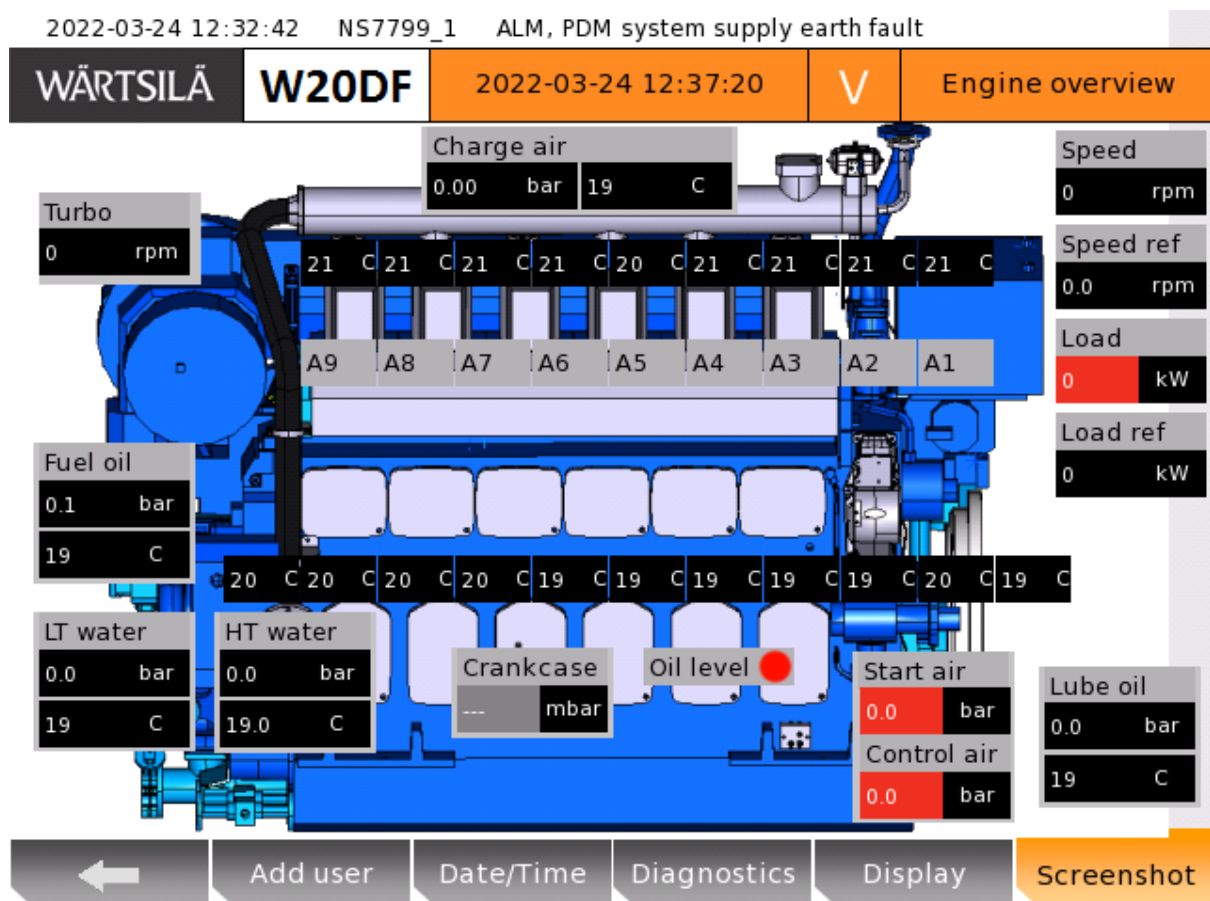 2022-03-24 12:32:42 NS7799_1 ALM, PDM system supply earth fault
WÄRTSILÄ W20DF 2022-03-24 12:37:20 V Engine overview
Charge air
0.00 bar 19 C
Speed
0 rpm
Turbo
0 rpm
Speed ref
0.0 rpm
21 C 21 C 21 C 21 C 20 C 21 C 21 C 21 C 21 C
Load
0 kW
A9 A8 A7 A6 A5 A4 A3 A2 A1
Load ref
0 kW
Fuel oil
0.1 bar
19 C
20 C 20 C 20 C 20 C 19 C 19 C 19 C 19 C 19 C 20 C 19 C
LT water
0.0 bar
19 C
HT water
0.0 bar
19.0 C
Crankcase
--- mbar
Oil level
Start air
0.0 bar
Control air
0.0 bar
Lube oil
0.0 bar
19 C
Add user Date/Time Diagnostics Display Screenshot